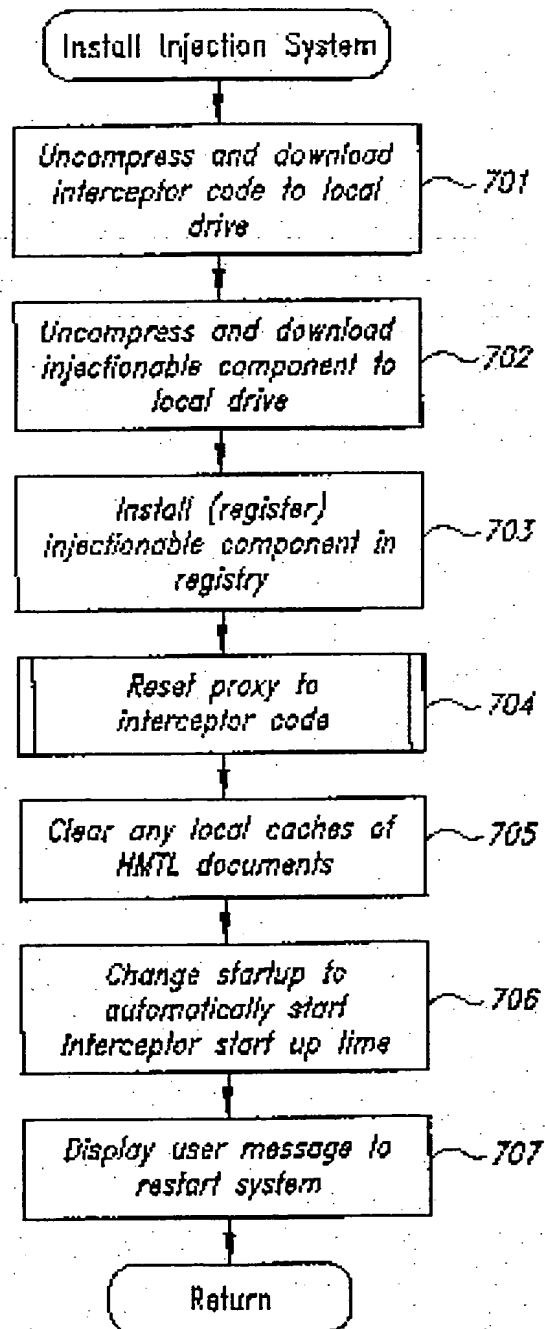 Install Injection System
Uncompress and download
interceptor code to local
drive
701
Uncompress and download
injectionable component to
local drive
702
Install (register)
injectionable component in
registry
703
Reset proxy to
interceptor code
704
Clear any local caches of
HMTL documents
705
Change startup to
automatically start
Interceptor start up time
706
Display user message to
restart system
707
Return